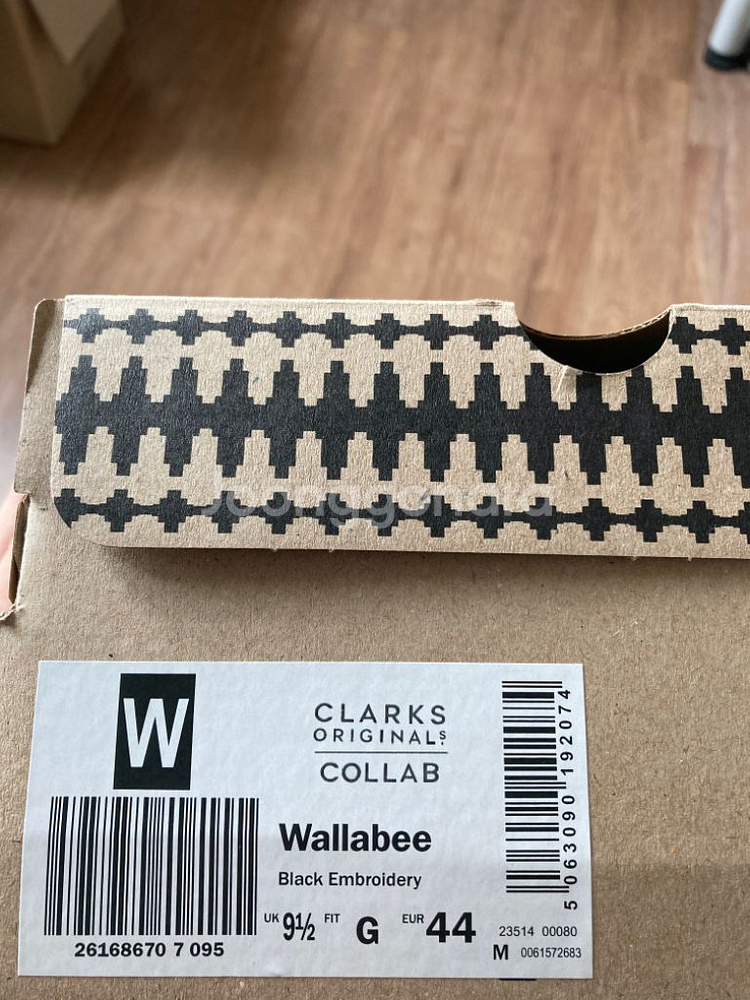 Joonggonara
W
CLARKS
ORIGINALS.
COLLAB
Wallabee
Black Embroidery
UK 9½ FIT G EUR 44
26168670 7 095
23514 00080
M 0061572683
5 063090 192074